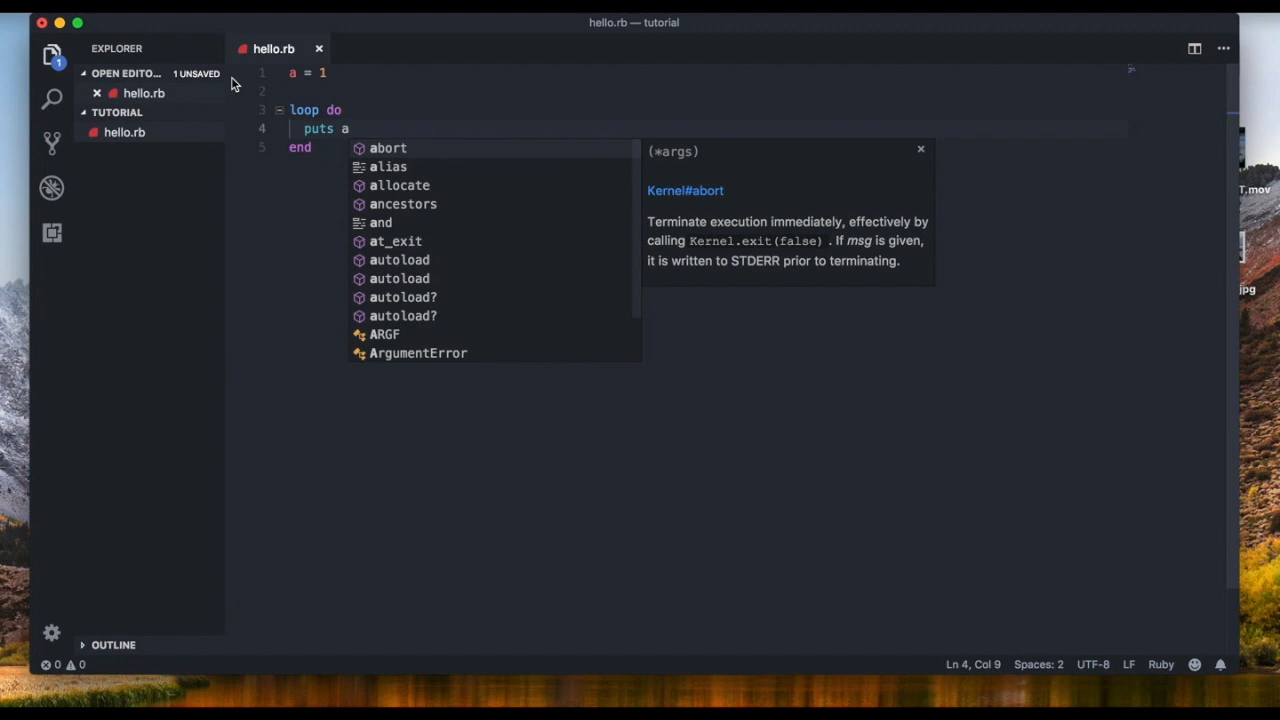 hello.rb — tutorial
EXPLORER
hello.rb
OPEN EDITO... 1 UNSAVED
hello.rb
TUTORIAL
hello.rb
1
1 a = 1
2
3 loop do
4 puts a
5 end
abort
alias
allocate
ancestors
and
at_exit
autoload
autoload
autoload?
autoload?
ARGF
ArgumentError
(*args)
Kernel#abort
Terminate execution immediately, effectively by
calling Kernel.exit(false) . If msg is given,
it is written to STDERR prior to terminating.
T.mov
jpg
OUTLINE
0 0
Ln 4, Col 9 Spaces: 2 UTF-8 LF Ruby